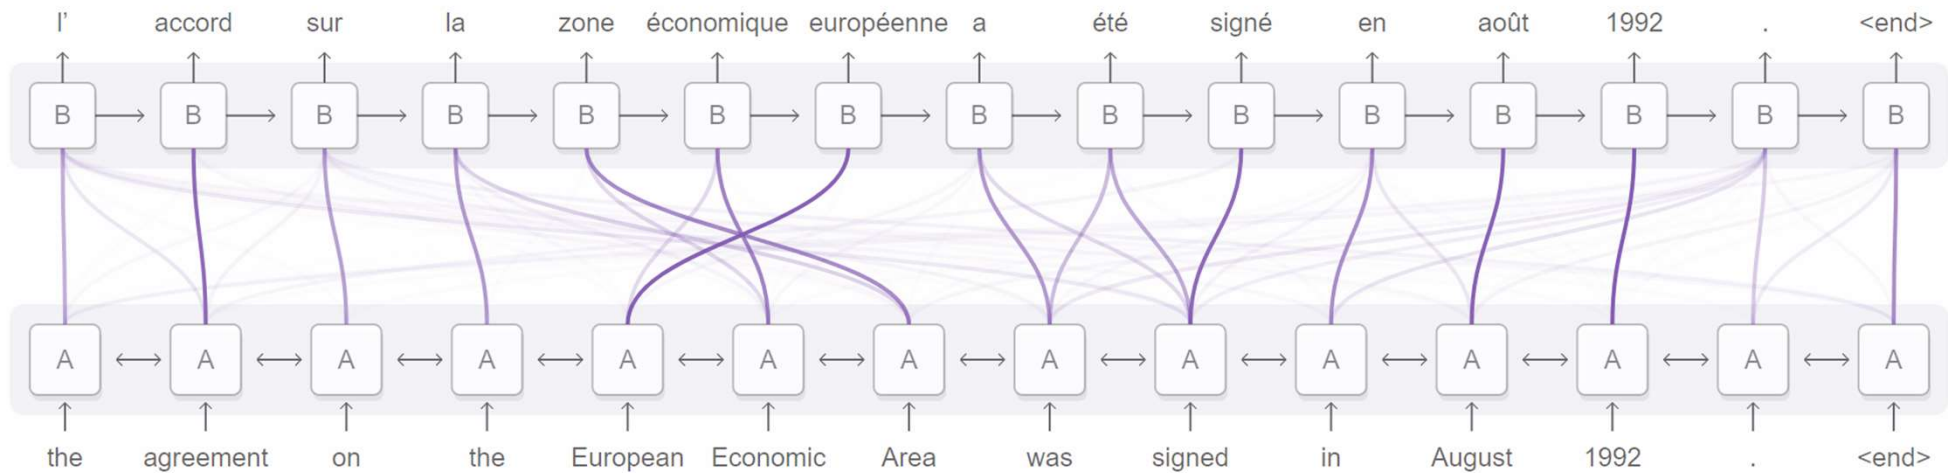 l’ accord sur la zone économique européenne a été signé en août 1992 . <end>
B B B B B B B B B B B B B B B
A A A A A A A A A A A A A A
the agreement on the European Economic Area was signed in August 1992 . <end>